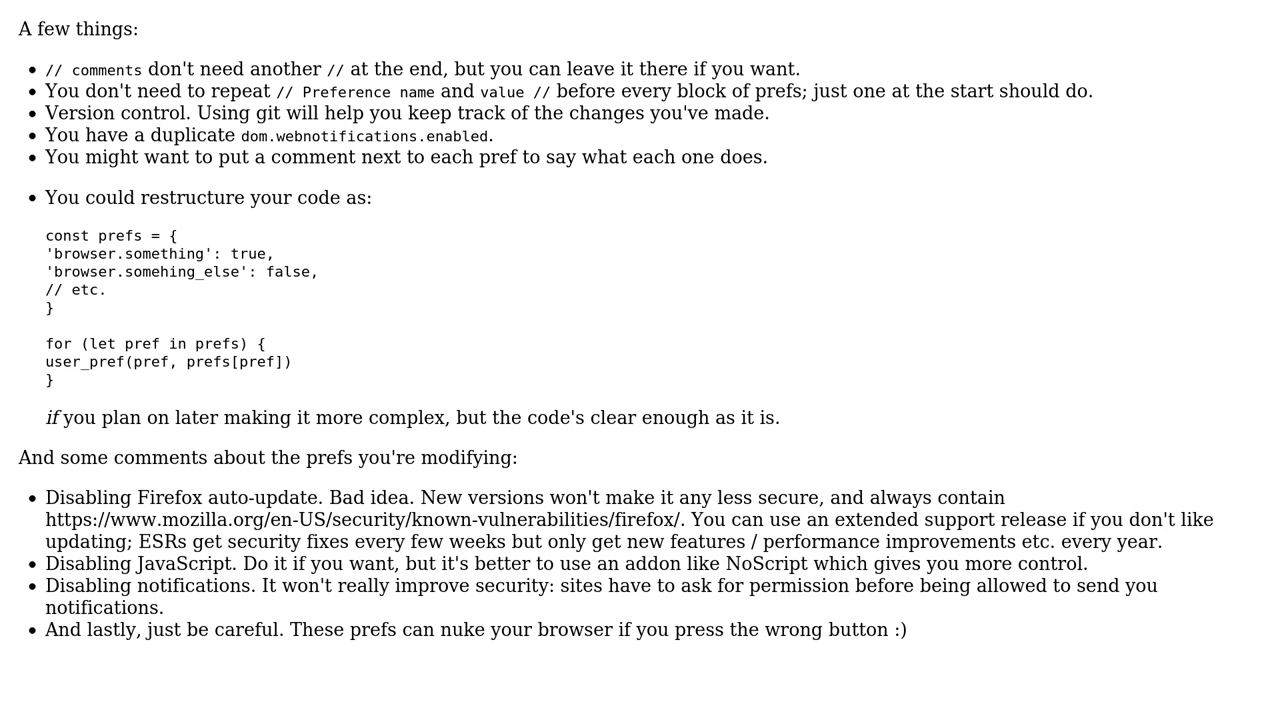 A few things:
• // comments don't need another // at the end, but you can leave it there if you want.
• You don't need to repeat // Preference name and value // before every block of prefs; just one at the start should do.
• Version control. Using git will help you keep track of the changes you've made.
• You have a duplicate dom.webnotifications.enabled.
• You might want to put a comment next to each pref to say what each one does.
• You could restructure your code as:
const prefs = {
'browser.something': true,
'browser.somehing_else': false,
// etc.
}
for (let pref in prefs) {
user_pref(pref, prefs[pref])
}
if you plan on later making it more complex, but the code's clear enough as it is.
And some comments about the prefs you're modifying:
• Disabling Firefox auto-update. Bad idea. New versions won't make it any less secure, and always contain
https://www.mozilla.org/en-US/security/known-vulnerabilities/firefox/. You can use an extended support release if you don't like
updating; ESRs get security fixes every few weeks but only get new features / performance improvements etc. every year.
• Disabling JavaScript. Do it if you want, but it's better to use an addon like NoScript which gives you more control.
• Disabling notifications. It won't really improve security: sites have to ask for permission before being allowed to send you
notifications.
• And lastly, just be careful. These prefs can nuke your browser if you press the wrong button :)